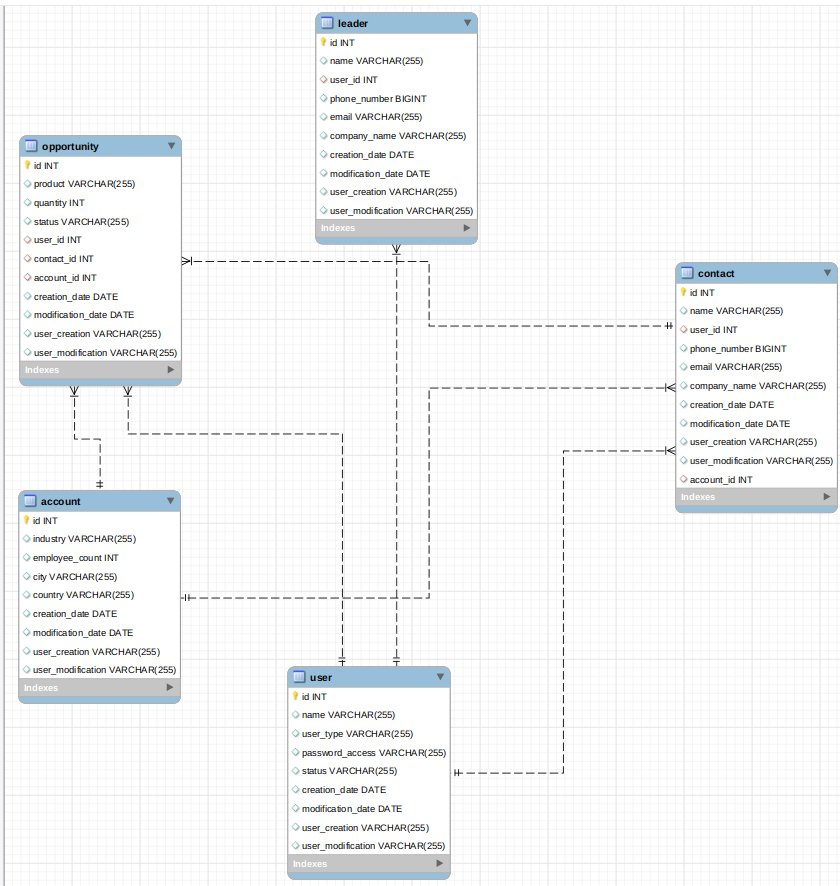 leader
id INT
name VARCHAR(255)
user_id INT
phone_number BIGINT
email VARCHAR(255)
company_name VARCHAR(255)
creation_date DATE
modification_date DATE
user_creation VARCHAR(255)
user_modification VARCHAR(255)
Indexes
opportunity
id INT
product VARCHAR(255)
quantity INT
status VARCHAR(255)
user_id INT
contact_id INT
account_id INT
creation_date DATE
modification_date DATE
user_creation VARCHAR(255)
user_modification VARCHAR(255)
Indexes
contact
id INT
name VARCHAR(255)
user_id INT
phone_number BIGINT
email VARCHAR(255)
company_name VARCHAR(255)
creation_date DATE
modification_date DATE
user_creation VARCHAR(255)
user_modification VARCHAR(255)
account_id INT
Indexes
account
id INT
industry VARCHAR(255)
employee_count INT
city VARCHAR(255)
country VARCHAR(255)
creation_date DATE
modification_date DATE
user_creation VARCHAR(255)
user_modification VARCHAR(255)
Indexes
user
id INT
name VARCHAR(255)
user_type VARCHAR(255)
password_access VARCHAR(255)
status VARCHAR(255)
creation_date DATE
modification_date DATE
user_creation VARCHAR(255)
user_modification VARCHAR(255)
Indexes